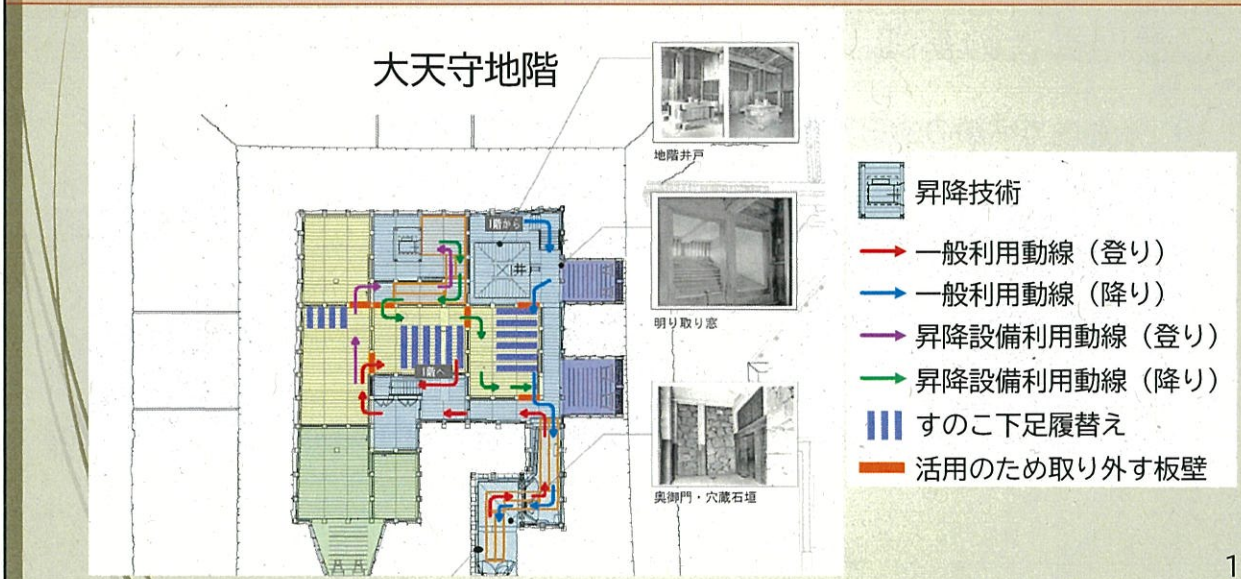 大天守地階
地階井戸
明り取り窓
奥御門・穴蔵石垣
1階から
井戸
1階へ
昇降技術
一般利用動線（登り）
一般利用動線（降り）
昇降設備利用動線（登り）
昇降設備利用動線（降り）
すのこ下足履替え
活用のため取り外す板壁
1